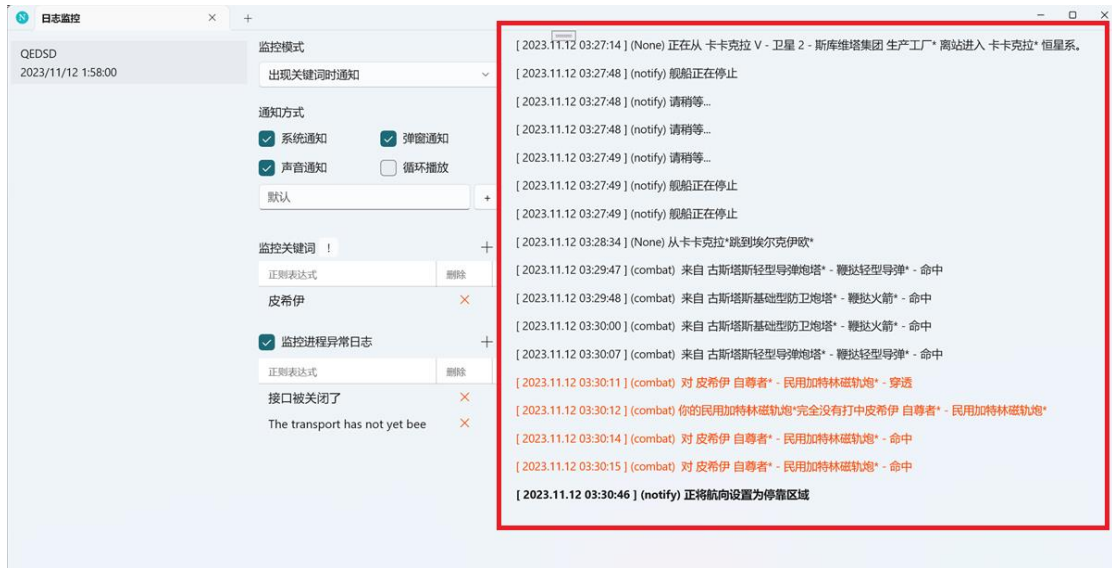 日志监控
QEDSD
2023/11/12 1:58:00
监控模式
出现关键词时通知
通知方式
系统通知
弹窗通知
声音通知
循环播放
默认
监控关键词 !
正则表达式 删除
皮希伊
监控进程异常日志
正则表达式 删除
接口被关闭了
The transport has not yet bee
[ 2023.11.12 03:27:14 ] (None) 正在从 卡卡克拉 V - 卫星 2 - 斯库维塔集团 生产工厂* 离站进入 卡卡克拉* 恒星系。
[ 2023.11.12 03:27:48 ] (notify) 舰船正在停止
[ 2023.11.12 03:27:48 ] (notify) 请稍等...
[ 2023.11.12 03:27:48 ] (notify) 请稍等...
[ 2023.11.12 03:27:49 ] (notify) 请稍等...
[ 2023.11.12 03:27:49 ] (notify) 舰船正在停止
[ 2023.11.12 03:27:49 ] (notify) 舰船正在停止
[ 2023.11.12 03:28:34 ] (None) 从卡卡克拉*跳到埃尔克伊欧*
[ 2023.11.12 03:29:47 ] (combat) 来自 古斯塔斯轻型导弹炮塔* - 鞭挞轻型导弹* - 命中
[ 2023.11.12 03:29:48 ] (combat) 来自 古斯塔斯基础型防卫炮塔* - 鞭挞火箭* - 命中
[ 2023.11.12 03:30:00 ] (combat) 来自 古斯塔斯基础型防卫炮塔* - 鞭挞火箭* - 命中
[ 2023.11.12 03:30:07 ] (combat) 来自 古斯塔斯轻型导弹炮塔* - 鞭挞轻型导弹* - 命中
[ 2023.11.12 03:30:11 ] (combat) 对 皮希伊 自尊者* - 民用加特林磁轨炮* - 穿透
[ 2023.11.12 03:30:12 ] (combat) 你的民用加特林磁轨炮*完全没有打中皮希伊 自尊者* - 民用加特林磁轨炮*
[ 2023.11.12 03:30:14 ] (combat) 对 皮希伊 自尊者* - 民用加特林磁轨炮* - 命中
[ 2023.11.12 03:30:15 ] (combat) 对 皮希伊 自尊者* - 民用加特林磁轨炮* - 命中
[ 2023.11.12 03:30:46 ] (notify) 正将航向设置为停靠区域